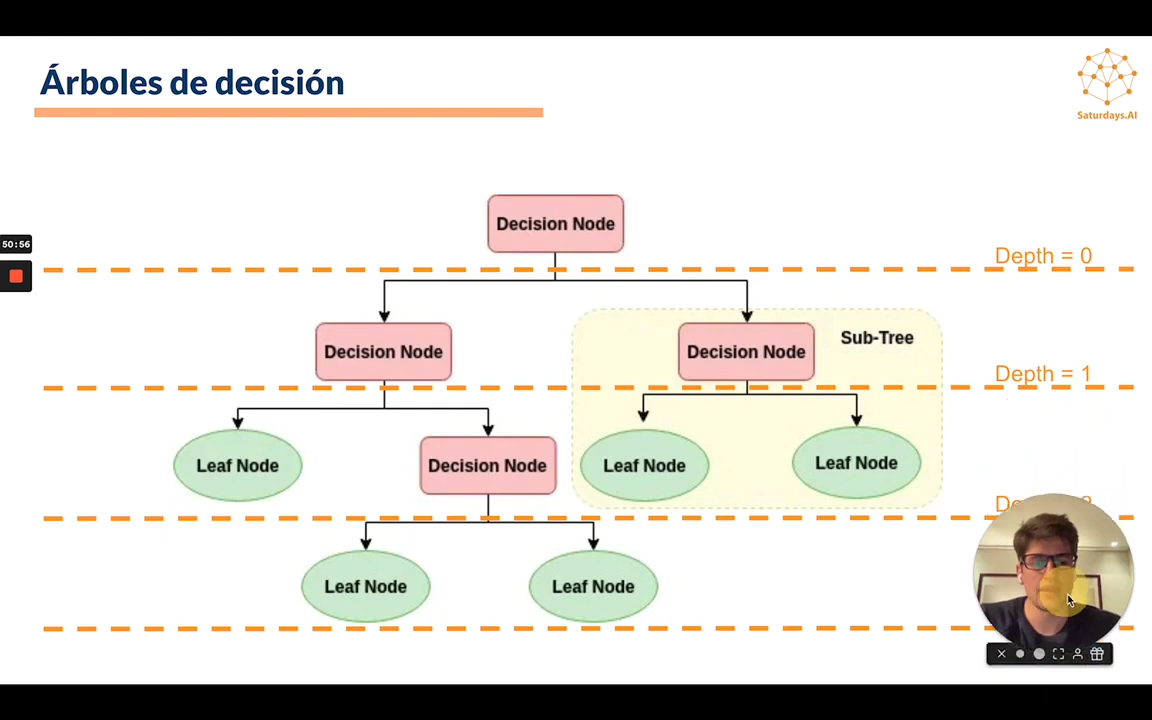 Árboles de decisión
Saturdays.AI
Decision Node
50:56
Depth = 0
Decision Node
Decision Node
Sub-Tree
Depth = 1
Leaf Node
Decision Node
Leaf Node
Leaf Node
Leaf Node
Leaf Node